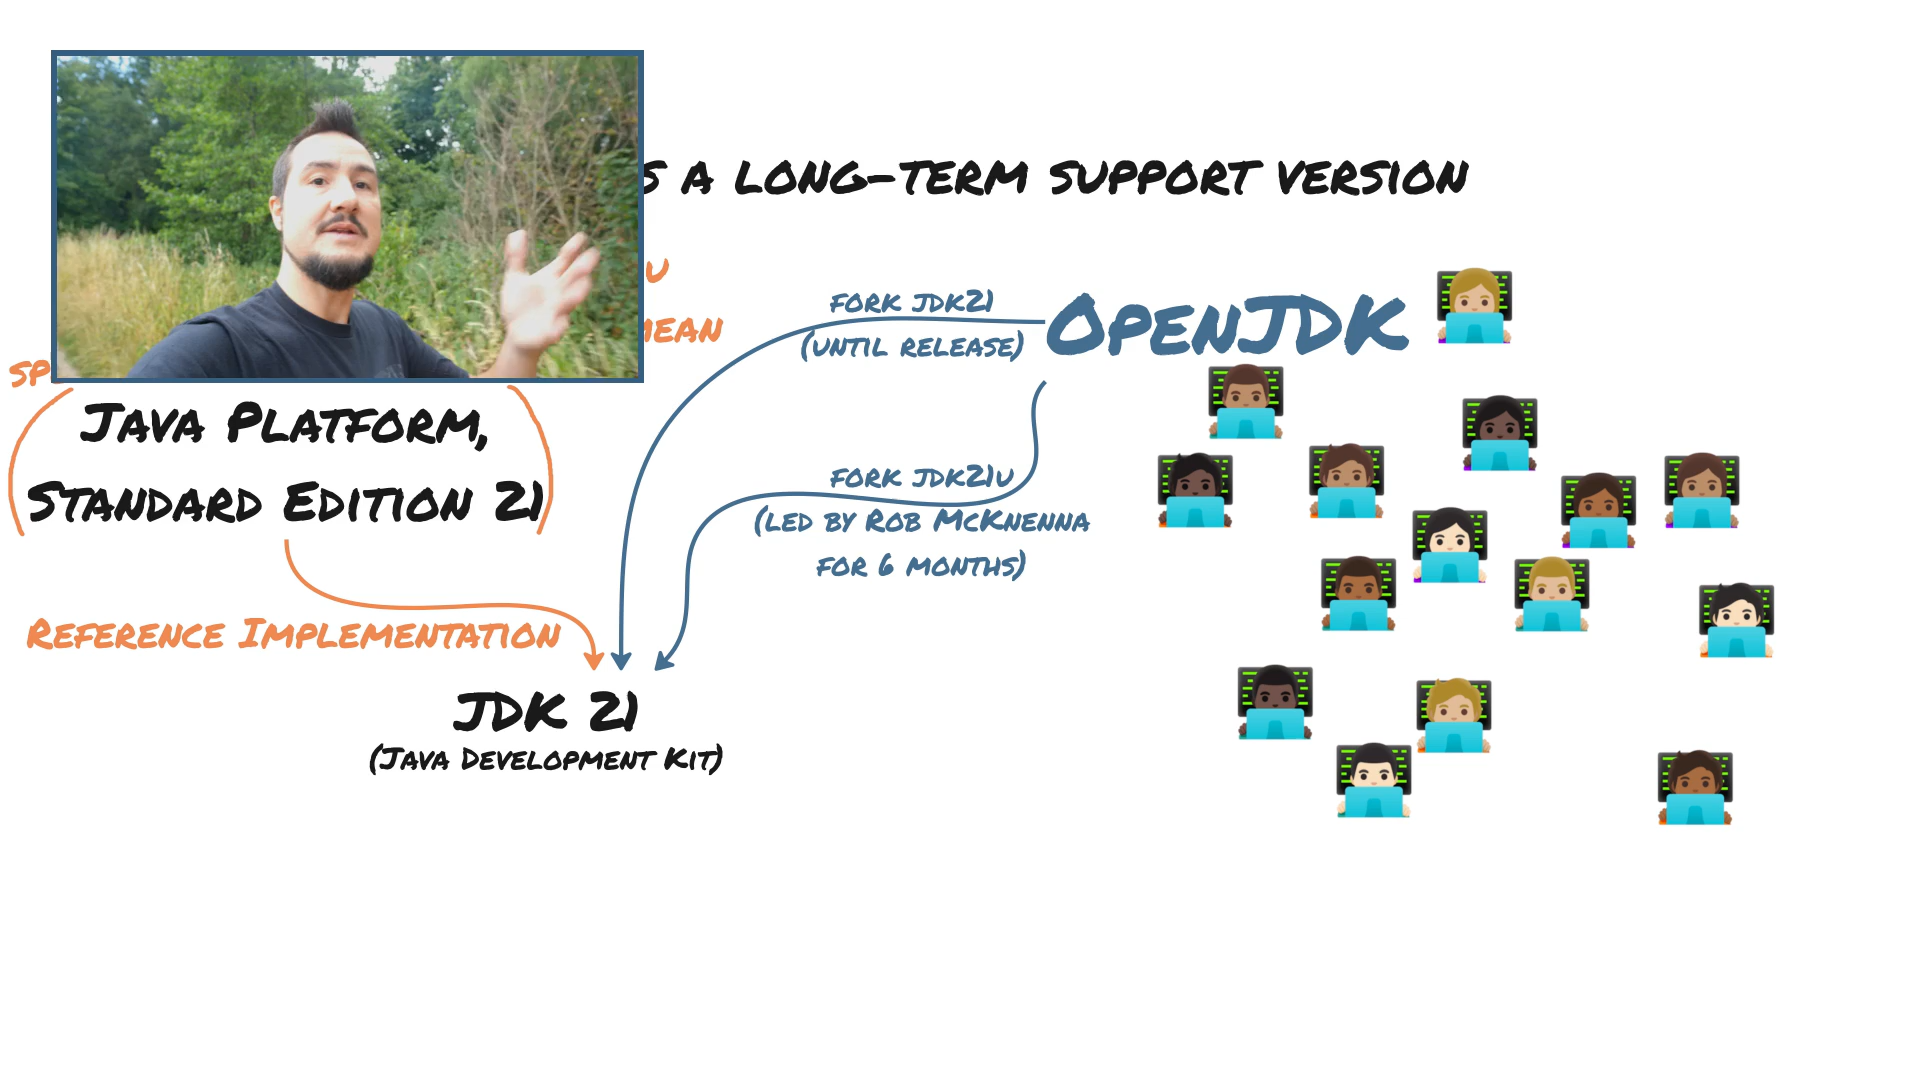 S A LONG-TERM SUPPORT VERSION
U
MEAN
SP
JAVA PLATFORM,
STANDARD EDITION 21
REFERENCE IMPLEMENTATION
JDK 21
(JAVA DEVELOPMENT KIT)
FORK JDK21
(UNTIL RELEASE)
OPENJDK
FORK JDK21U
(LED BY ROB MCKNENNA
FOR 6 MONTHS)